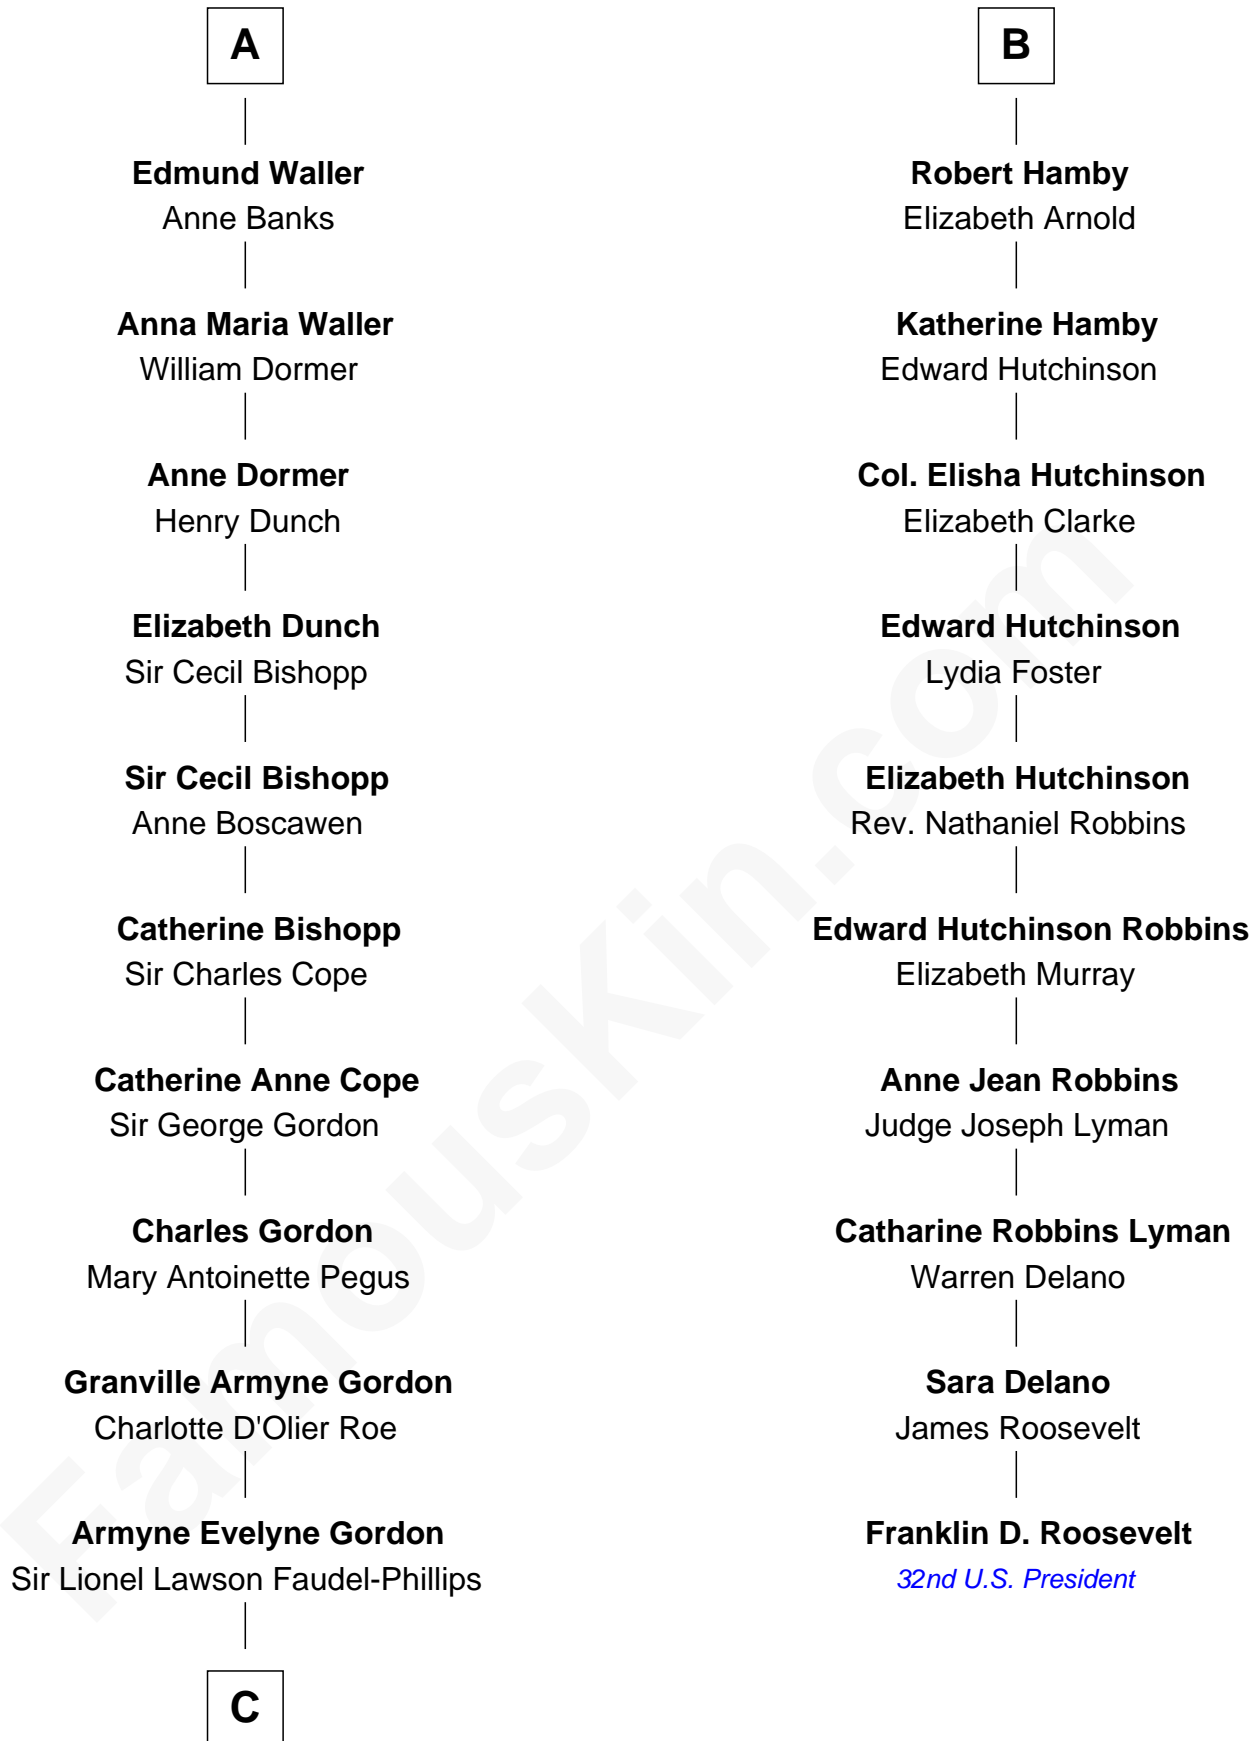 A
Edmund Waller
Anne Banks
Anna Maria Waller
William Dormer
Anne Dormer
Henry Dunch
Elizabeth Dunch
Sir Cecil Bishopp
Sir Cecil Bishopp
Anne Boscawen
Catherine Bishopp
Sir Charles Cope
Catherine Anne Cope
Sir George Gordon
Charles Gordon
Mary Antoinette Pegus
Granville Armyne Gordon
Charlotte D'Olier Roe
Armyne Evelyne Gordon
Sir Lionel Lawson Faudel-Phillips
C
B
Robert Hamby
Elizabeth Arnold
Katherine Hamby
Edward Hutchinson
Col. Elisha Hutchinson
Elizabeth Clarke
Edward Hutchinson
Lydia Foster
Elizabeth Hutchinson
Rev. Nathaniel Robbins
Edward Hutchinson Robbins
Elizabeth Murray
Anne Jean Robbins
Judge Joseph Lyman
Catharine Robbins Lyman
Warren Delano
Sara Delano
James Roosevelt
Franklin D. Roosevelt
32nd U.S. President
FamousKin.com